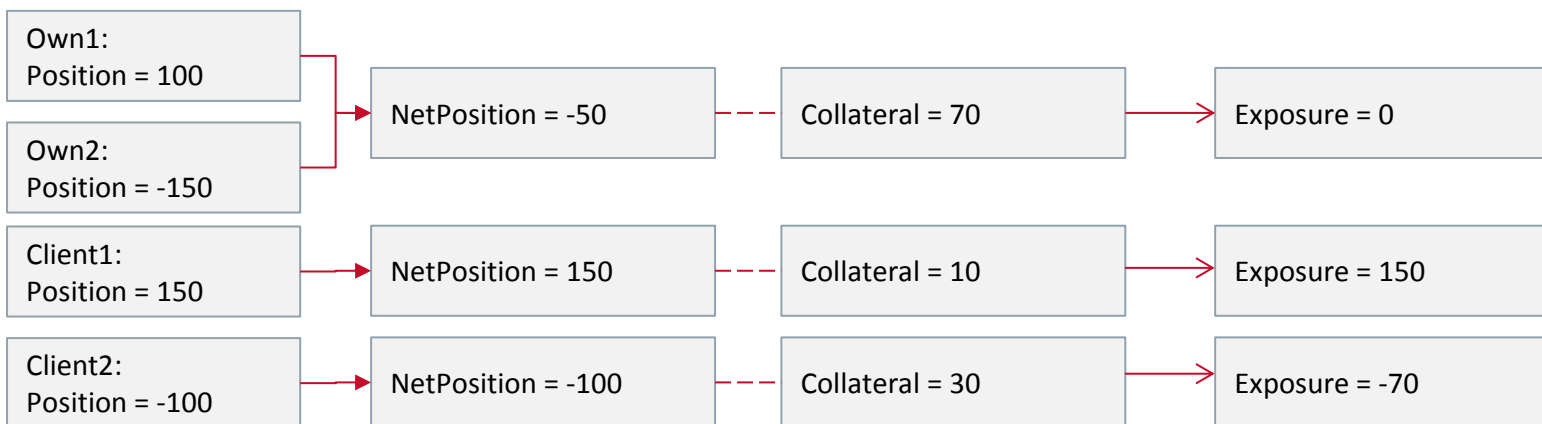 Own1:
Position = 100
Own2:
Position = -150
NetPosition = -50
Collateral = 70
Exposure = 0
Client1:
Position = 150
NetPosition = 150
Collateral = 10
Exposure = 150
Client2:
Position = -100
NetPosition = -100
Collateral = 30
Exposure = -70